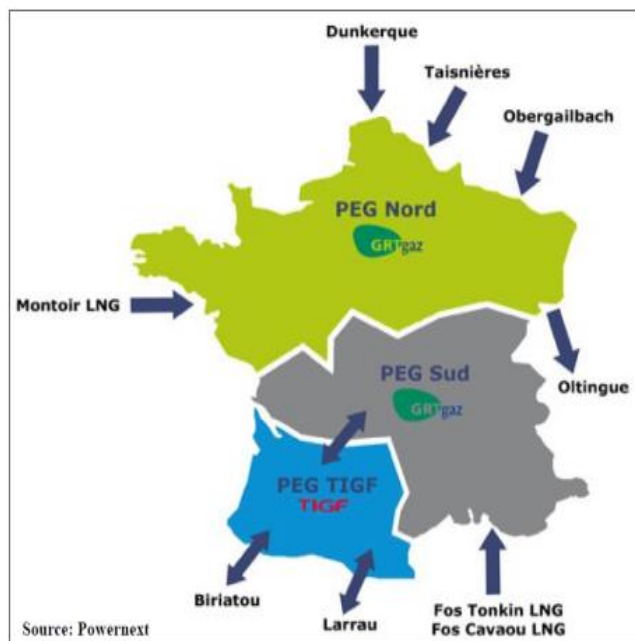 Dunkerque
Taisnières
Obergailbach
PEG Nord
GRTgaz
Montoir LNG
PEG Sud
GRTgaz
Oltingue
PEG TIGF
TIGF
Biriatou
Larrau
Fos Tonkin LNG
Fos Cavaou LNG
Source: Powernext